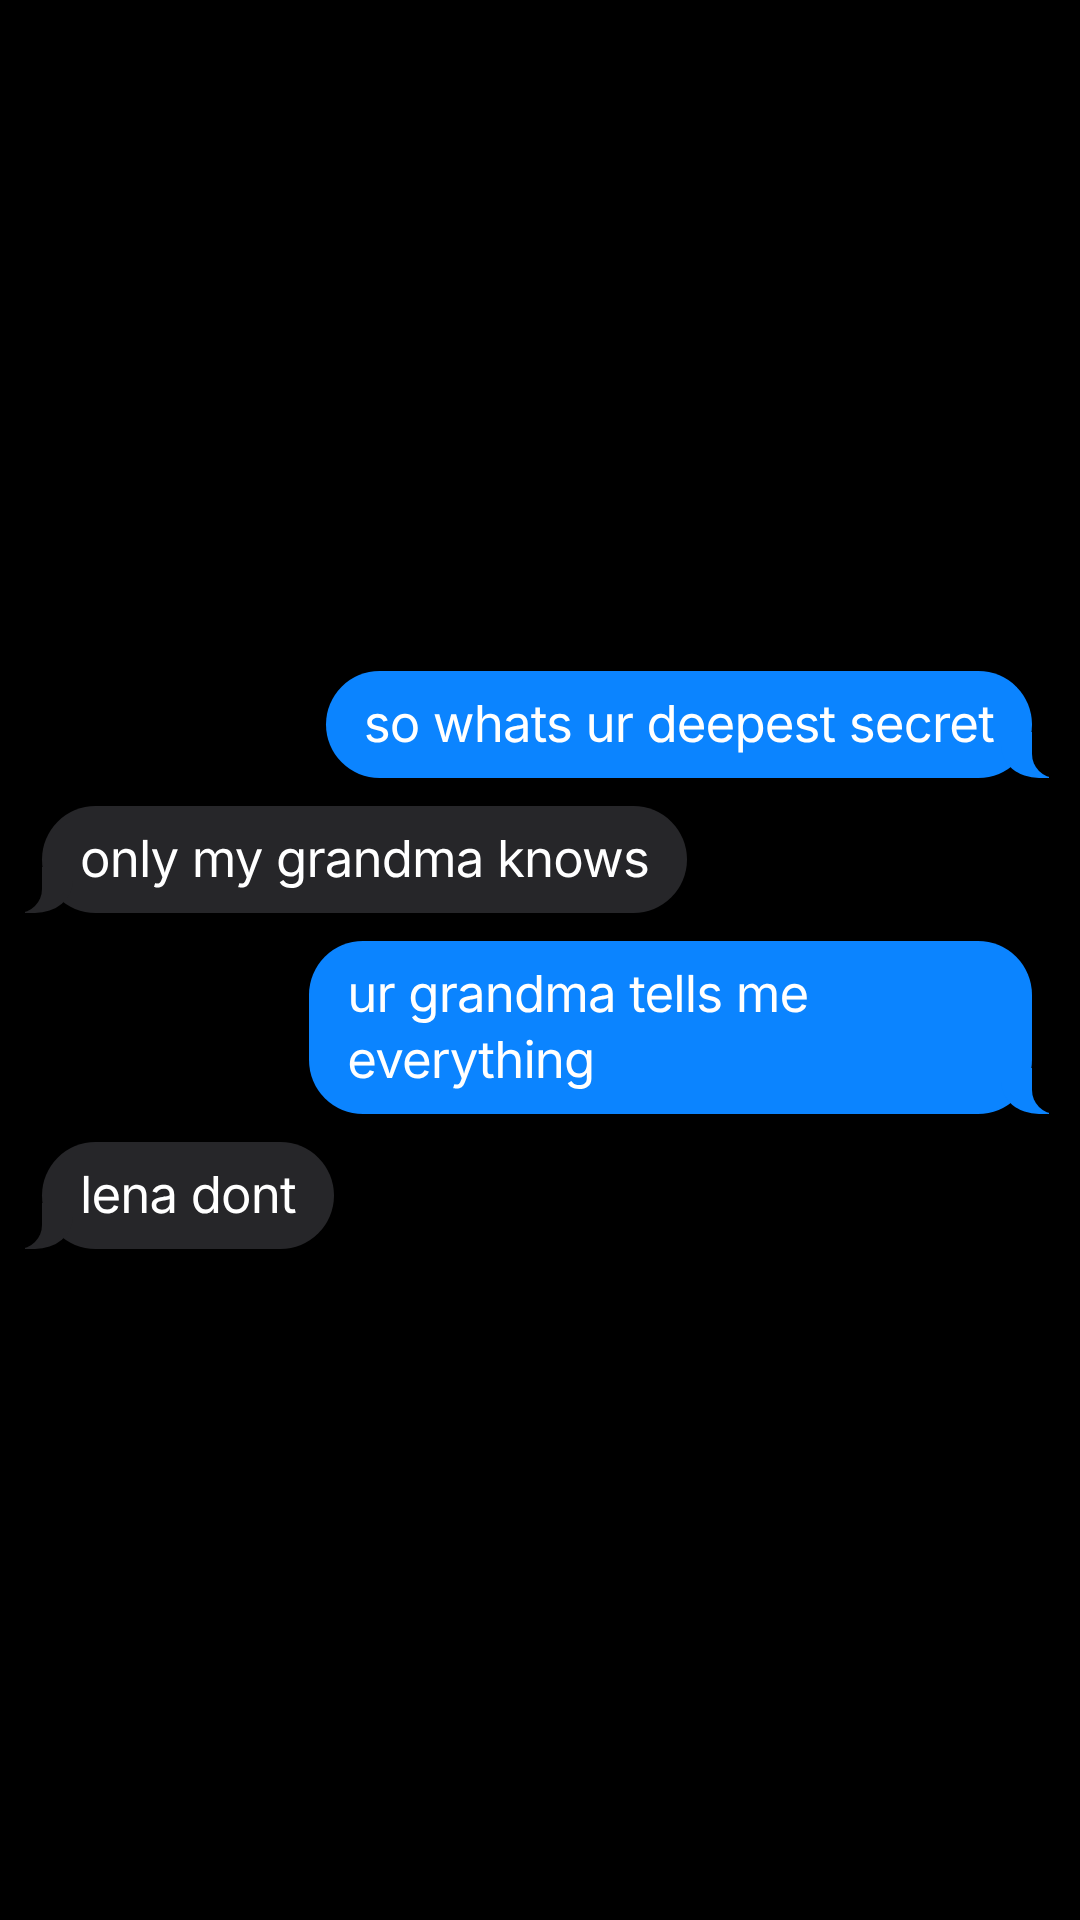 so whats ur deepest secret
only my grandma knows
ur grandma tells me
everything
lena dont